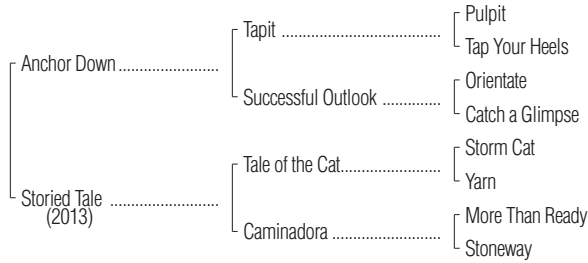 Pulpit
Tapit
Tap Your Heels
Anchor Down
Orientate
Successful Outlook
Catch a Glimpse
Storm Cat
Tale of the Cat
Yarn
Storied Tale
(2013)
More Than Ready
Caminadora
Stoneway